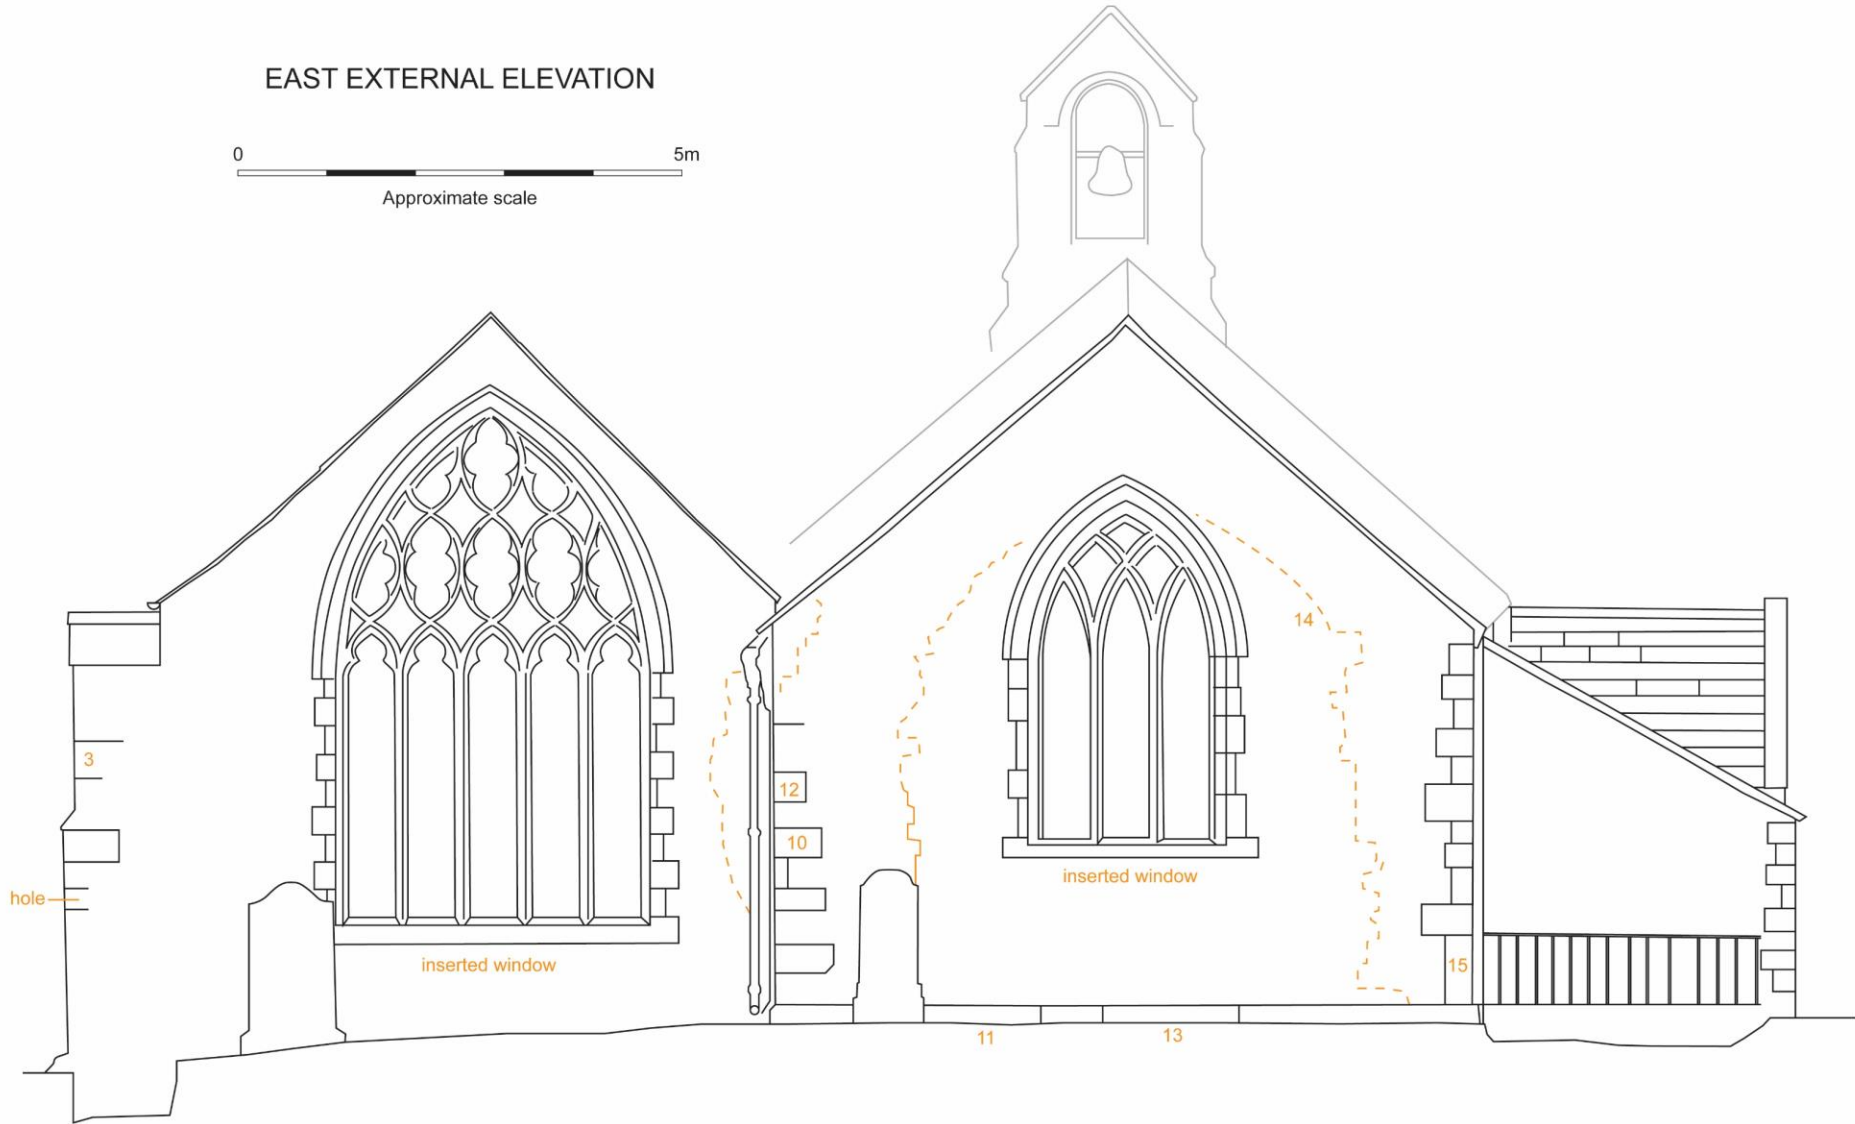 EAST EXTERNAL ELEVATION
0 5m
Approximate scale
14
3
12
10
inserted window
hole
inserted window
15
11 13